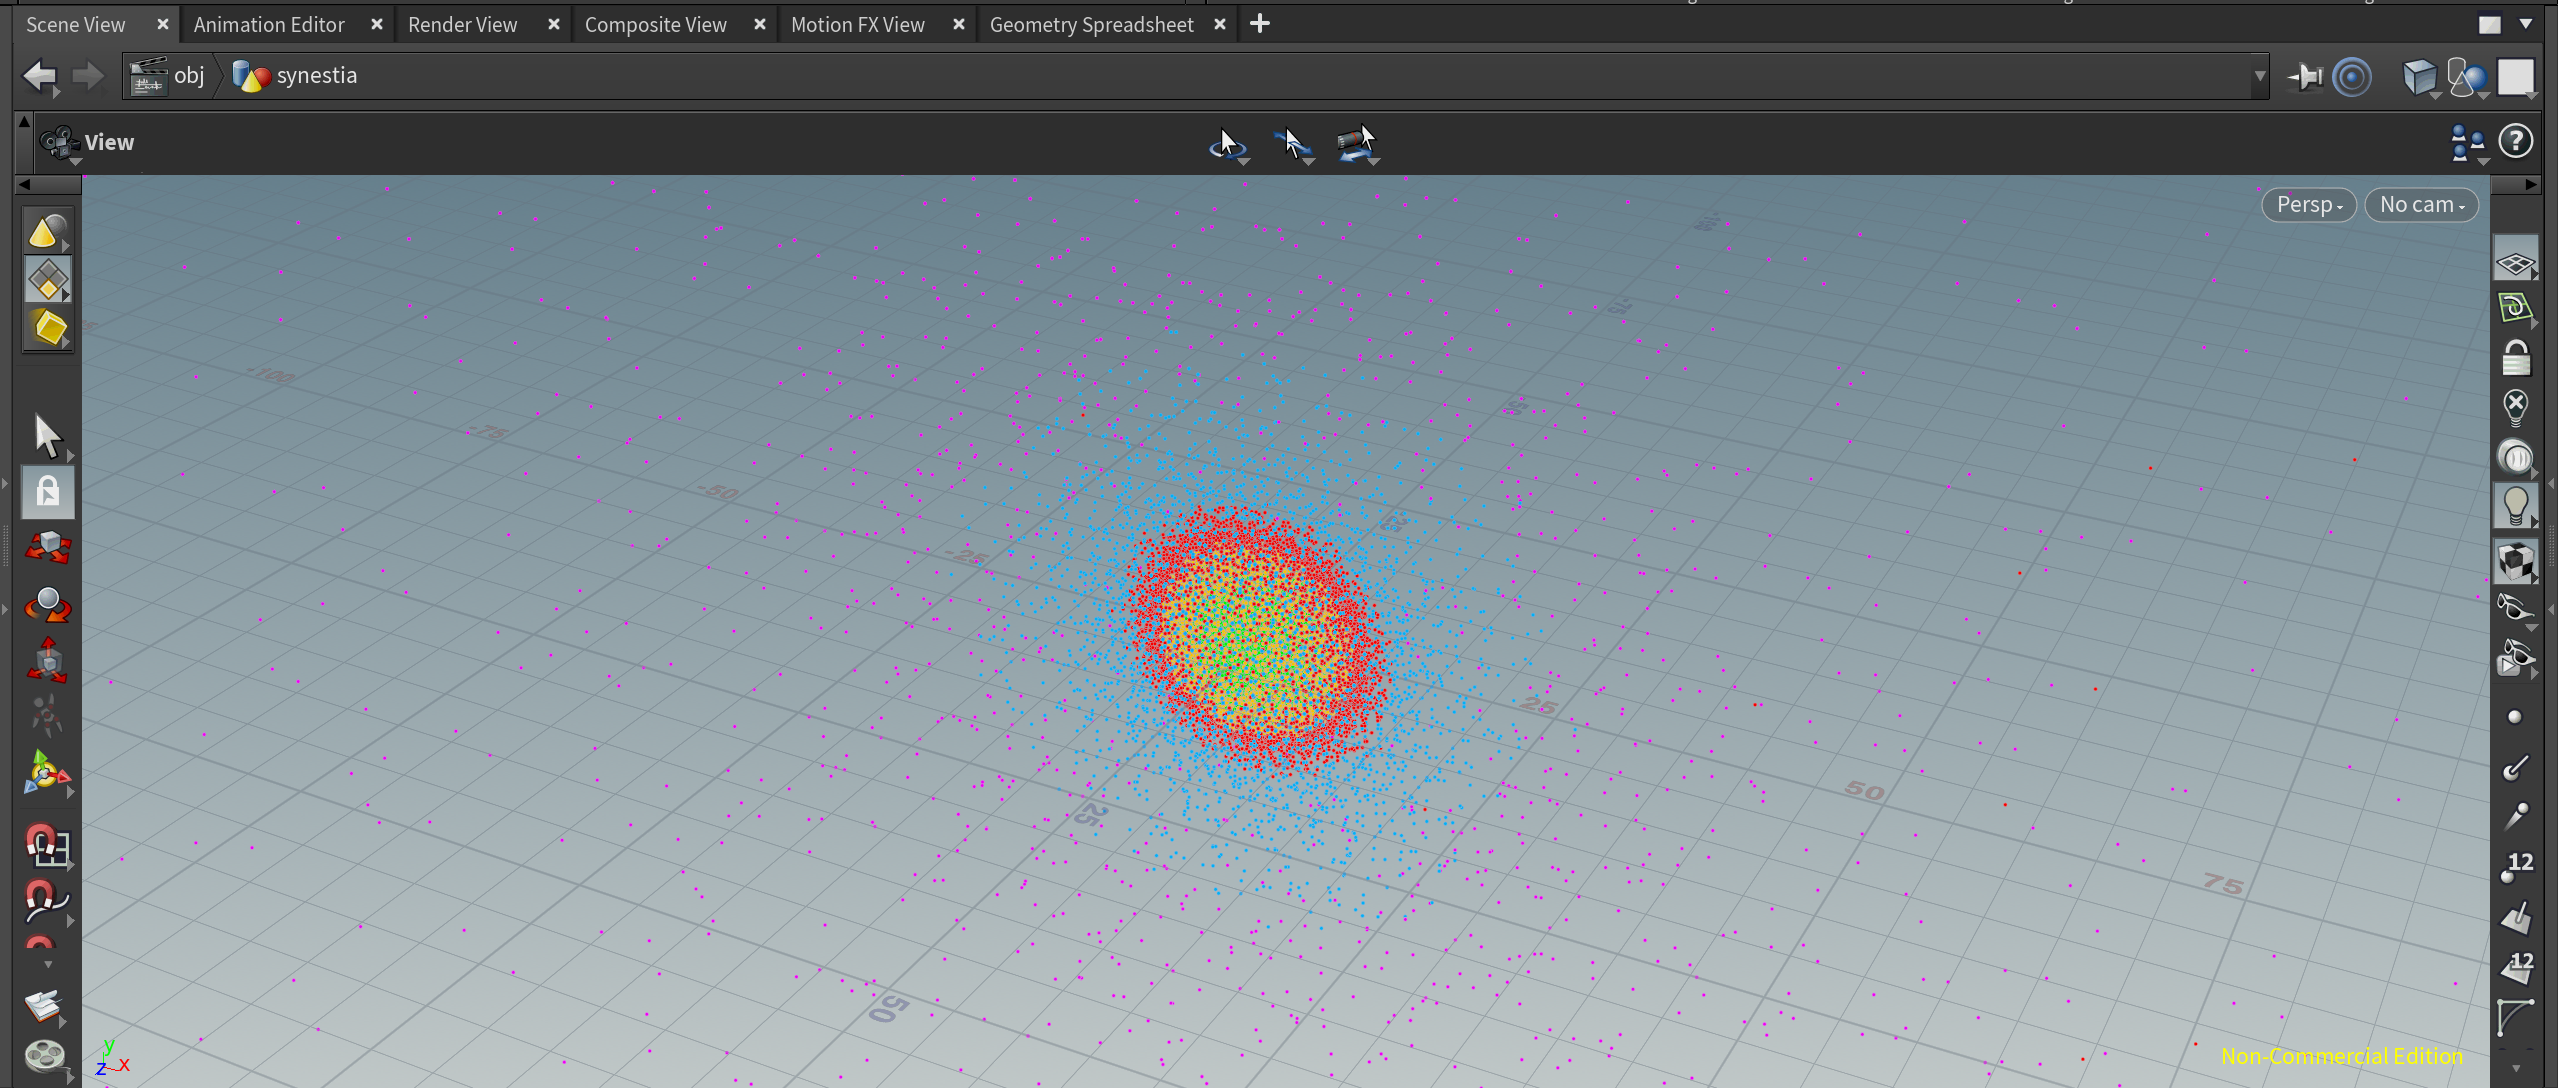 Scene View
Animation Editor
Render View
Composite View
Motion FX View
Geometry Spreadsheet
obj
synestia
View
Persp
No cam
-100
-75
-50
-25
25
50
75
25
50
12
12
y
z
x
Non-Commercial Edition